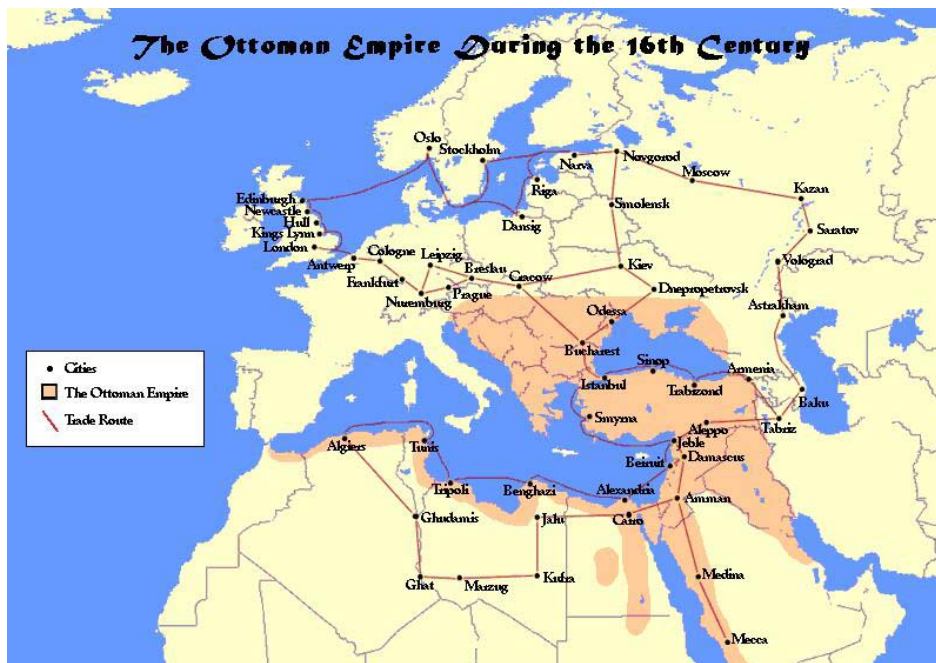 The Ottoman Empire During the 16th Century
Oslo
Stockholm
Narva
Novgorod
Moscow
Kazan
Riga
Edinburgh
Newcastle
Hull
Kings Lynn
London
Smolensk
Dansig
Saratov
Antwerp
Cologne
Leipzig
Breslau
Cracow
Kiev
Volograd
Frankfurt
Nuremburg
Prague
Dnepropetrovsk
Odessa
Astrakham
Bucharest
Cities
The Ottoman Empire
Trade Route
Istanbul
Sinop
Trabizond
Armenia
Baku
Smyrna
Aleppo
Tabriz
Jeble
Damascus
Beiruit
Algiers
Tunis
Tripoli
Benghazi
Alexandria
Amman
Ghudamis
Jalu
Cairo
Ghat
Marzug
Kufra
Medina
Mecca